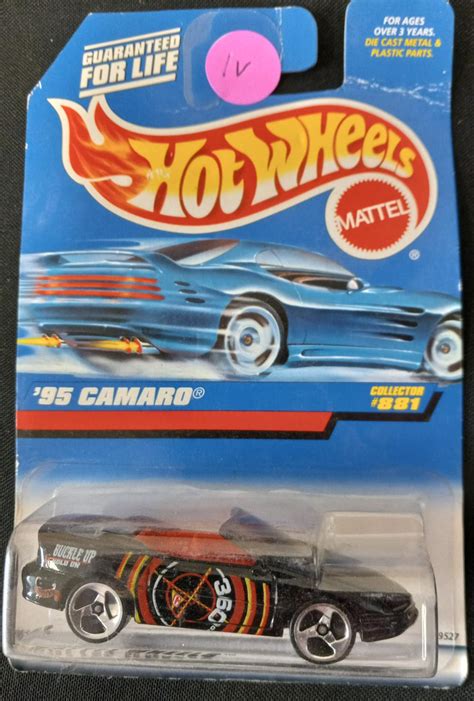 GUARANTEED
FOR LIFE
1V
FOR AGES
OVER 3 YEARS.
DIE CAST METAL &
PLASTIC PARTS.
HOT WHEELS
MATTEL
®
'95 CAMARO®
COLLECTOR
#881
BUCKLE UP
HOLD ON
360°
9527